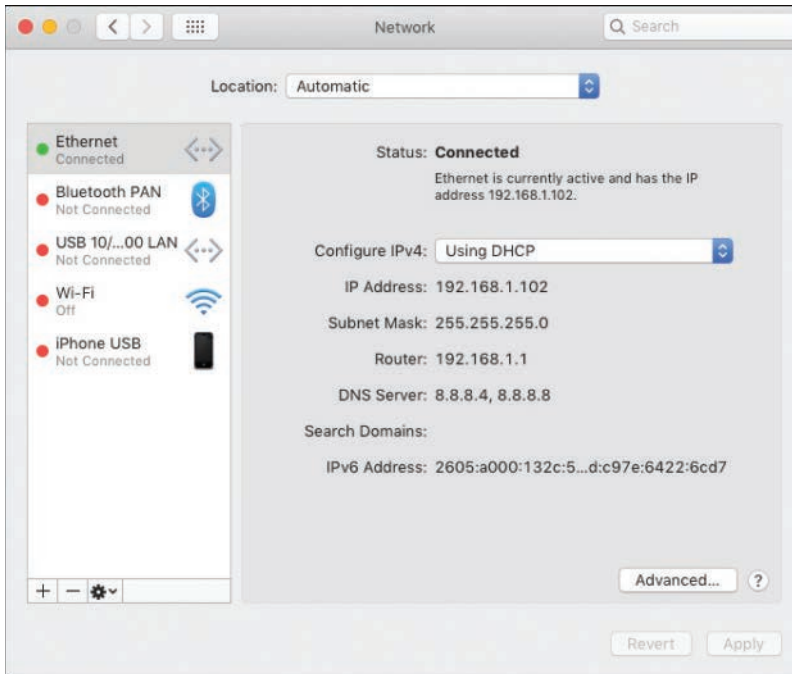 Network
Search
Location: Automatic
Ethernet
Connected
Bluetooth PAN
Not Connected
USB 10/...00 LAN
Not Connected
Wi-Fi
Off
iPhone USB
Not Connected
Status: Connected
Ethernet is currently active and has the IP
address 192.168.1.102.
Configure IPv4: Using DHCP
IP Address: 192.168.1.102
Subnet Mask: 255.255.255.0
Router: 192.168.1.1
DNS Server: 8.8.8.4, 8.8.8.8
Search Domains:
IPv6 Address: 2605:a000:132c:5...d:c97e:6422:6cd7
Advanced... ?
Revert Apply